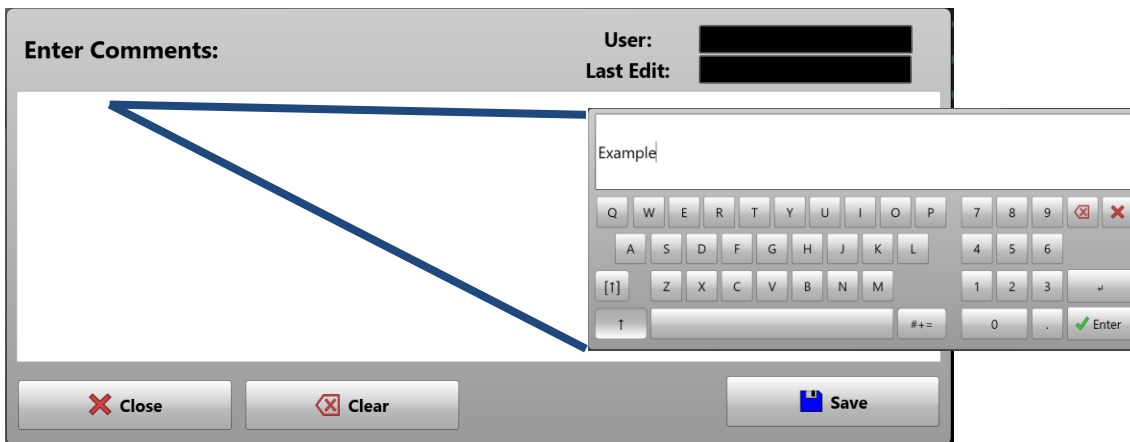 Enter Comments:
User:
Last Edit:
Example
Q W E R T Y U I O P 7 8 9
A S D F G H J K L 4 5 6
[↑] Z X C V B N M 1 2 3 ↵
↑ #+= 0 . Enter
Close
Clear
Save